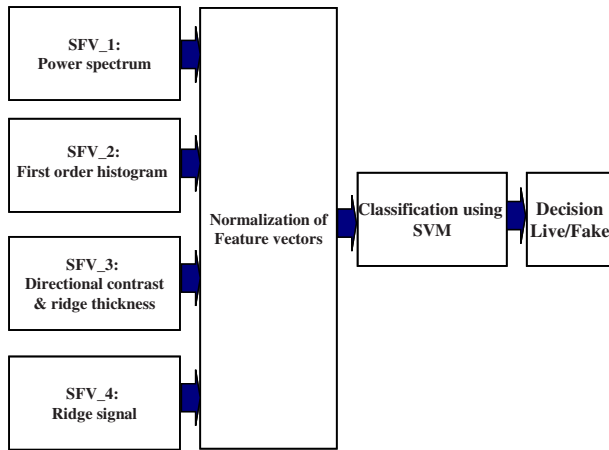 SFV_1:
Power spectrum
SFV_2:
First order histogram
SFV_3:
Directional contrast
& ridge thickness
SFV_4:
Ridge signal
Normalization of
Feature vectors
Classification using
SVM
Decision
Live/Fake